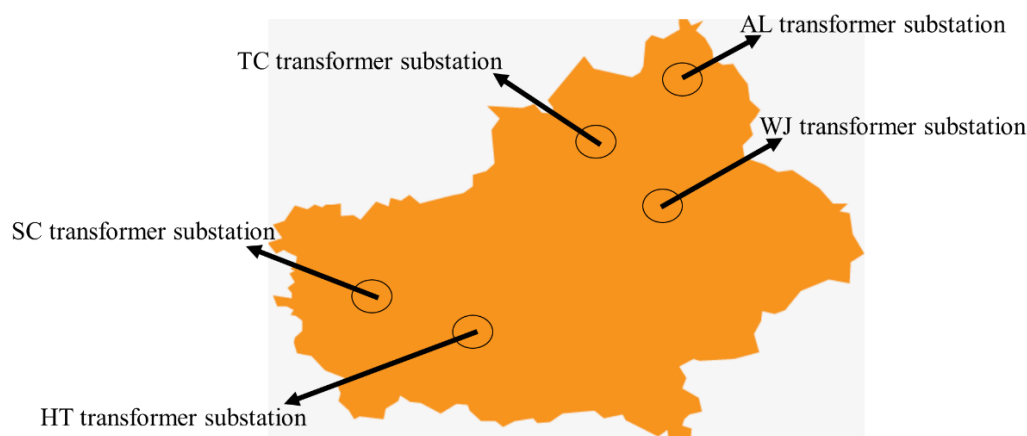 AL transformer substation
TC transformer substation
WJ transformer substation
SC transformer substation
HT transformer substation